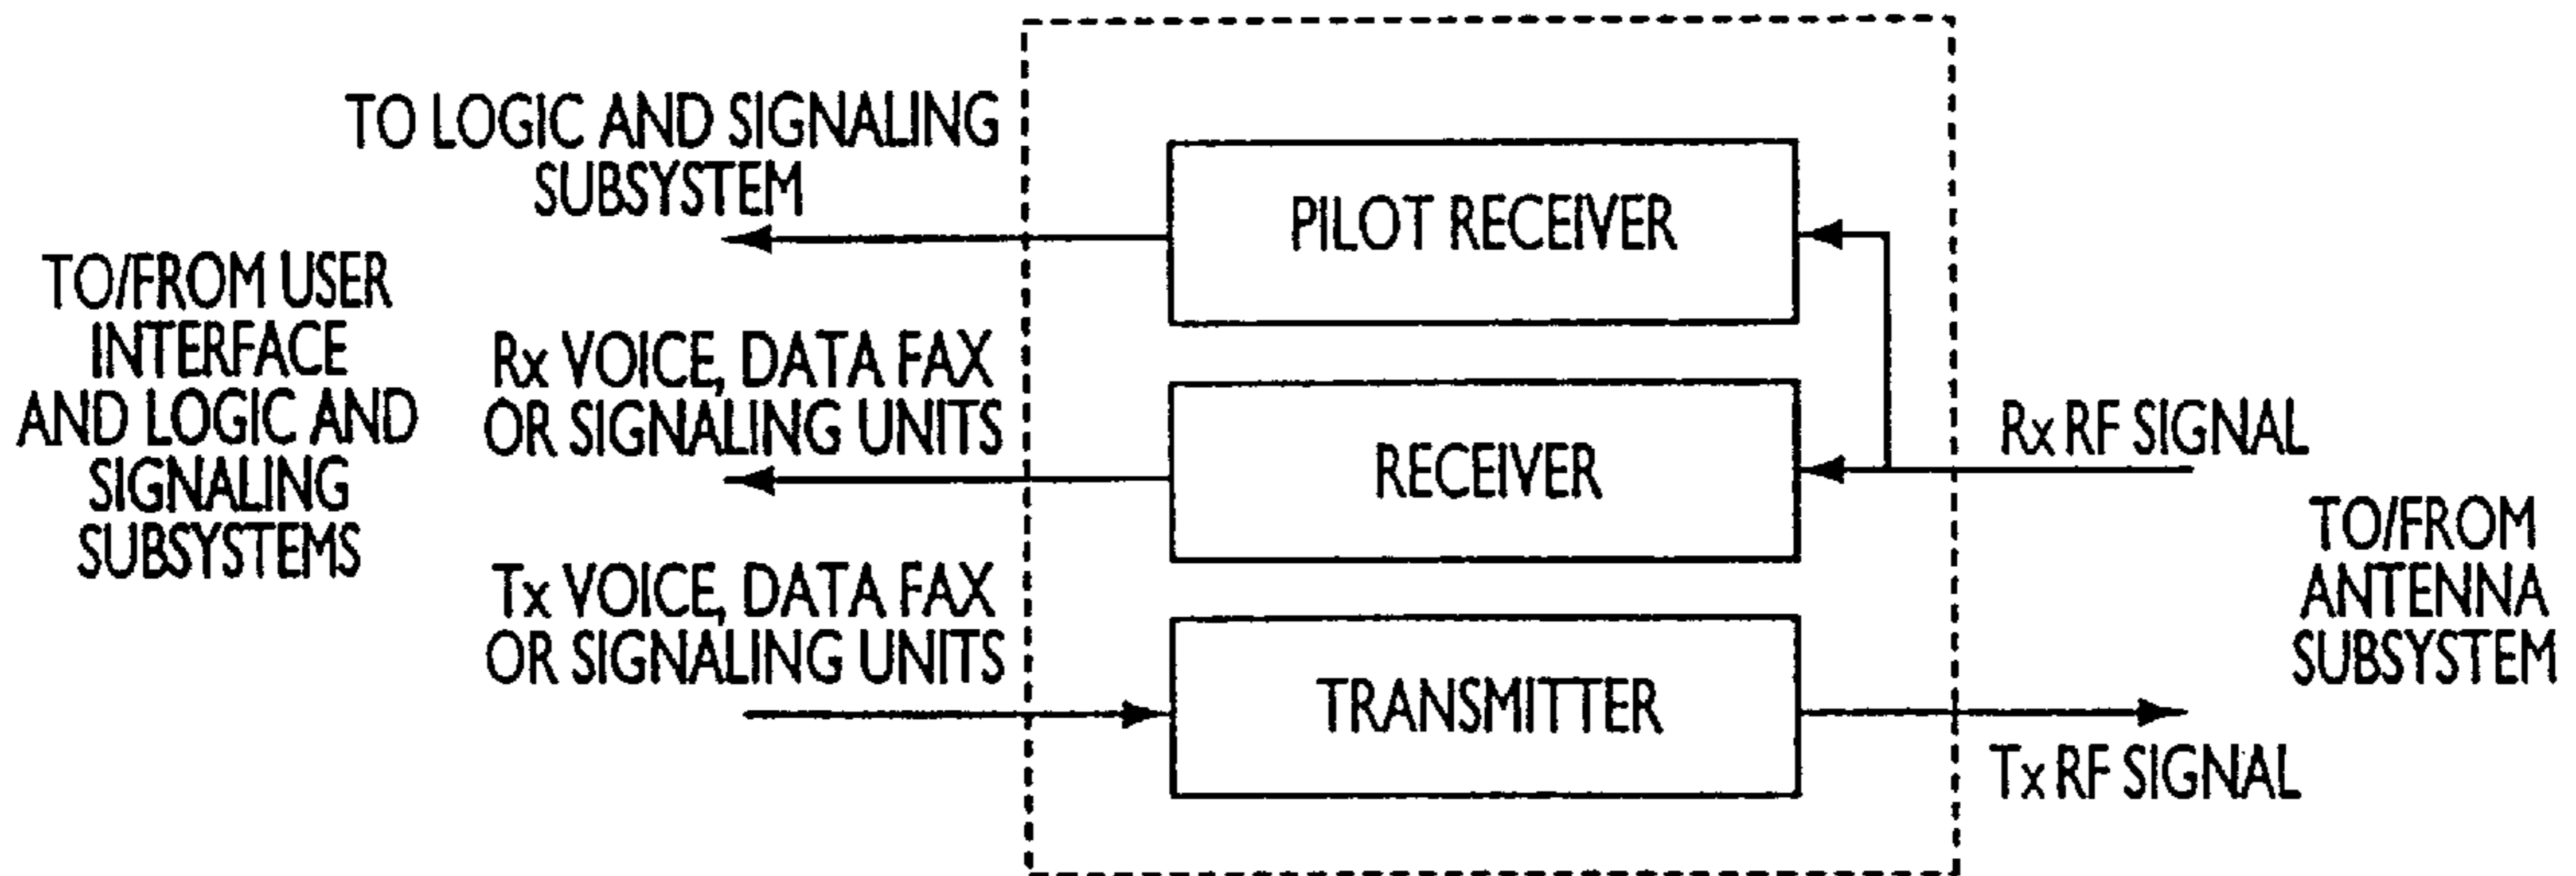 TO LOGIC AND SIGNALING
SUBSYSTEM
PILOT RECEIVER
TO/FROM USER
INTERFACE
AND LOGIC AND
SIGNALING
SUBSYSTEMS
Rx VOICE, DATA FAX
OR SIGNALING UNITS
RECEIVER
Rx RF SIGNAL
TO/FROM
ANTENNA
SUBSYSTEM
Tx VOICE, DATA FAX
OR SIGNALING UNITS
TRANSMITTER
Tx RF SIGNAL